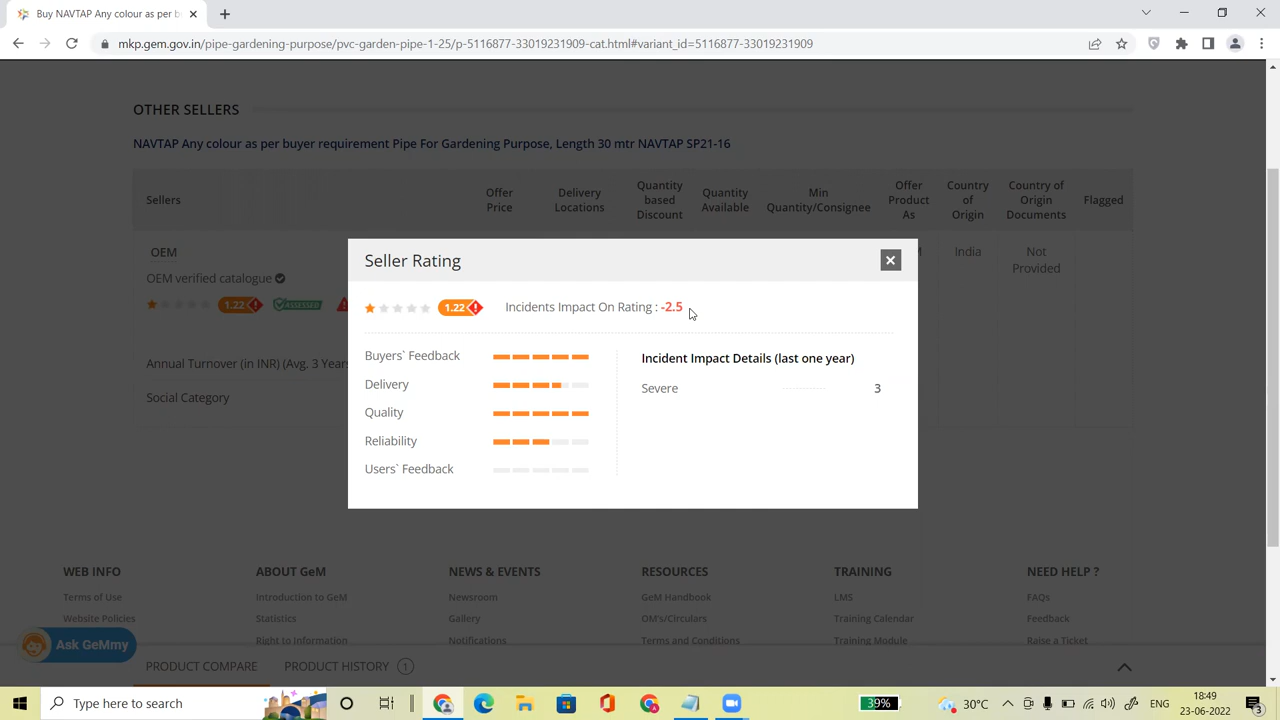 Buy NAVTAP Any colour as per b
mkp.gem.gov.in/pipe-gardening-purpose/pvc-garden-pipe-1-25/p-5116877-33019231909-cat.html#variant_id=5116877-33019231909
OTHER SELLERS
NAVTAP Any colour as per buyer requirement Pipe For Gardening Purpose, Length 30 mtr NAVTAP SP21-16
Sellers
Offer Price
Delivery Locations
Quantity based Discount
Quantity Available
Min Quantity/Consignee
Offer Product As
Country of Origin
Country of Origin Documents
Flagged
OEM
OEM verified catalogue
1.22
ASSESSED
India
Not Provided
Annual Turnover (in INR) (Avg. 3 Years
Social Category
Seller Rating
1.22
Incidents Impact On Rating : -2.5
Buyers` Feedback
Delivery
Quality
Reliability
Users` Feedback
Incident Impact Details (last one year)
Severe 3
WEB INFO
Terms of Use
Website Policies
ABOUT GeM
Introduction to GeM
Statistics
Right to Information
NEWS & EVENTS
Newsroom
Gallery
Notifications
RESOURCES
GeM Handbook
OM's/Circulars
Terms and Conditions
TRAINING
LMS
Training Calendar
Training Module
NEED HELP ?
FAQs
Feedback
Raise a Ticket
Ask GeMmy
PRODUCT COMPARE
PRODUCT HISTORY 1
Type here to search
39%
30°C
ENG
18:49
23-06-2022
3